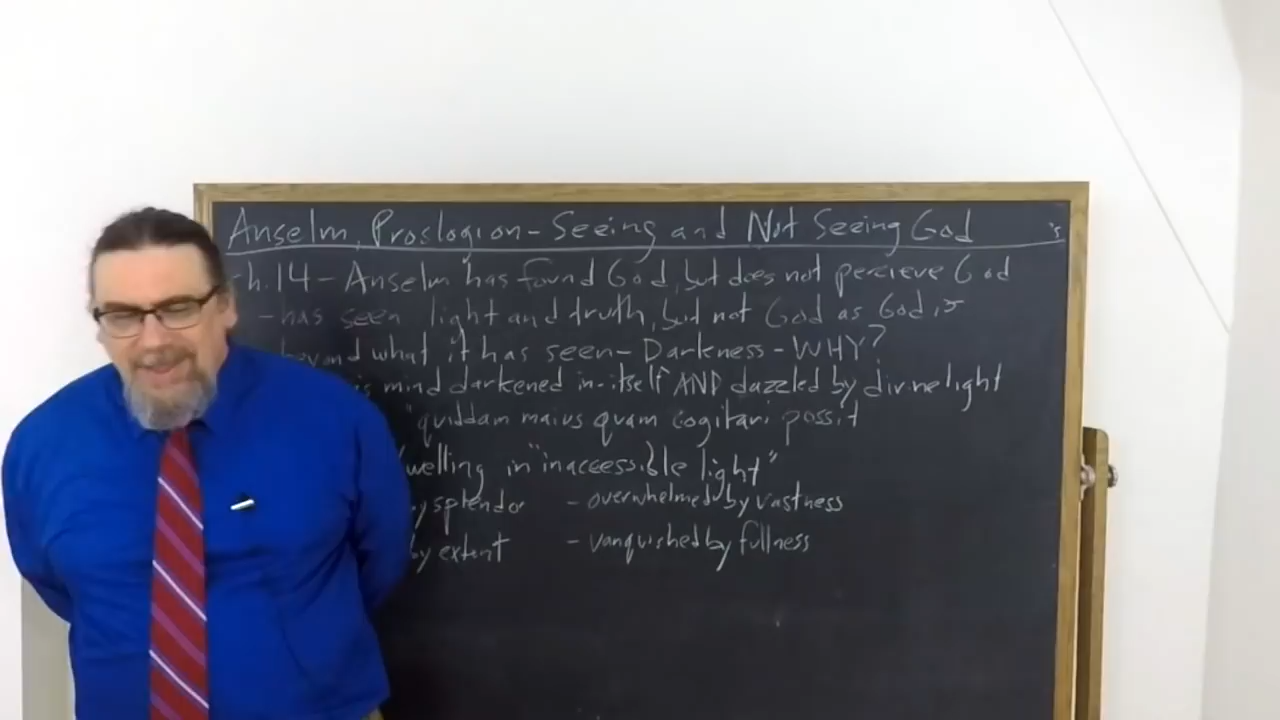 Anselm, Proslogion - Seeing and Not Seeing God
h. 14 - Anselm has found God, but does not percieve God
- has seen light and truth, but not God as God is
beyond what it has seen - Darkness - WHY?
is mind darkened in itself AND dazzled by divine light
"quiddam maius quam cogitari possit
welling in "inaccessible light"
by splendor - overwhelmed by vastness
by extent - vanquished by fullness